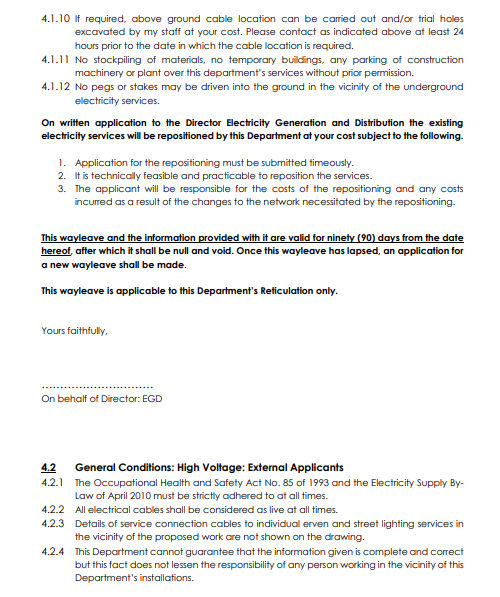 4.1.10 If required, above ground cable location can be carried out and/or trial holes
excavated by my staff at your cost. Please contact as indicated above at least 24
hours prior to the date in which the cable location is required.
4.1.11 No stockpiling of materials, no temporary buildings, any parking of construction
machinery or plant over this department's services without prior permission.
4.1.12 No pegs or stakes may be driven into the ground in the vicinity of the underground
electricity services.
On written application to the Director Electricity Generation and Distribution the existing
electricity services will be repositioned by this Department at your cost subject to the following.
1. Application for the repositioning must be submitted timeously.
2. It is technically feasible and practicable to reposition the services.
3. The applicant will be responsible for the costs of the repositioning and any costs
incurred as a result of the changes to the network necessitated by the repositioning.
This wayleave and the information provided with it are valid for ninety (90) days from the date
hereof, after which it shall be null and void. Once this wayleave has lapsed, an application for
a new wayleave shall be made.
This wayleave is applicable to this Department's Reticulation only.
Yours faithfully,
..............................
On behalf of Director: EGD
4.2 General Conditions: High Voltage: External Applicants
4.2.1 The Occupational Health and Safety Act No. 85 of 1993 and the Electricity Supply By-
Law of April 2010 must be strictly adhered to at all times.
4.2.2 All electrical cables shall be considered as live at all times.
4.2.3 Details of service connection cables to individual erven and street lighting services in
the vicinity of the proposed work are not shown on the drawing.
4.2.4 This Department cannot guarantee that the information given is complete and correct
but this fact does not lessen the responsibility of any person working in the vicinity of this
Department's installations.